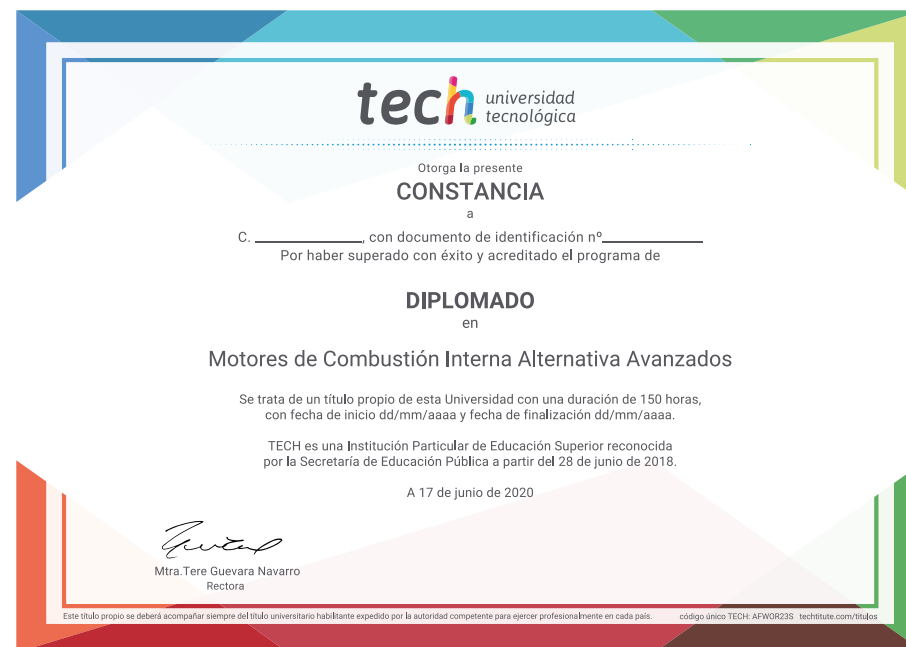 tech universidad
tecnológica
Otorga la presente
CONSTANCIA
a
C. ____________, con documento de identificación nº____________
Por haber superado con éxito y acreditado el programa de
DIPLOMADO
en
Motores de Combustión Interna Alternativa Avanzados
Se trata de un título propio de esta Universidad con una duración de 150 horas,
con fecha de inicio dd/mm/aaaa y fecha de finalización dd/mm/aaaa.
TECH es una Institución Particular de Educación Superior reconocida
por la Secretaría de Educación Pública a partir del 28 de junio de 2018.
A 17 de junio de 2020
Mtra.Tere Guevara Navarro
Rectora
Este título propio se deberá acompañar siempre del título universitario habilitante expedido por la autoridad competente para ejercer profesionalmente en cada país. código único TECH: AFWOR23S techtitute.com/titulos